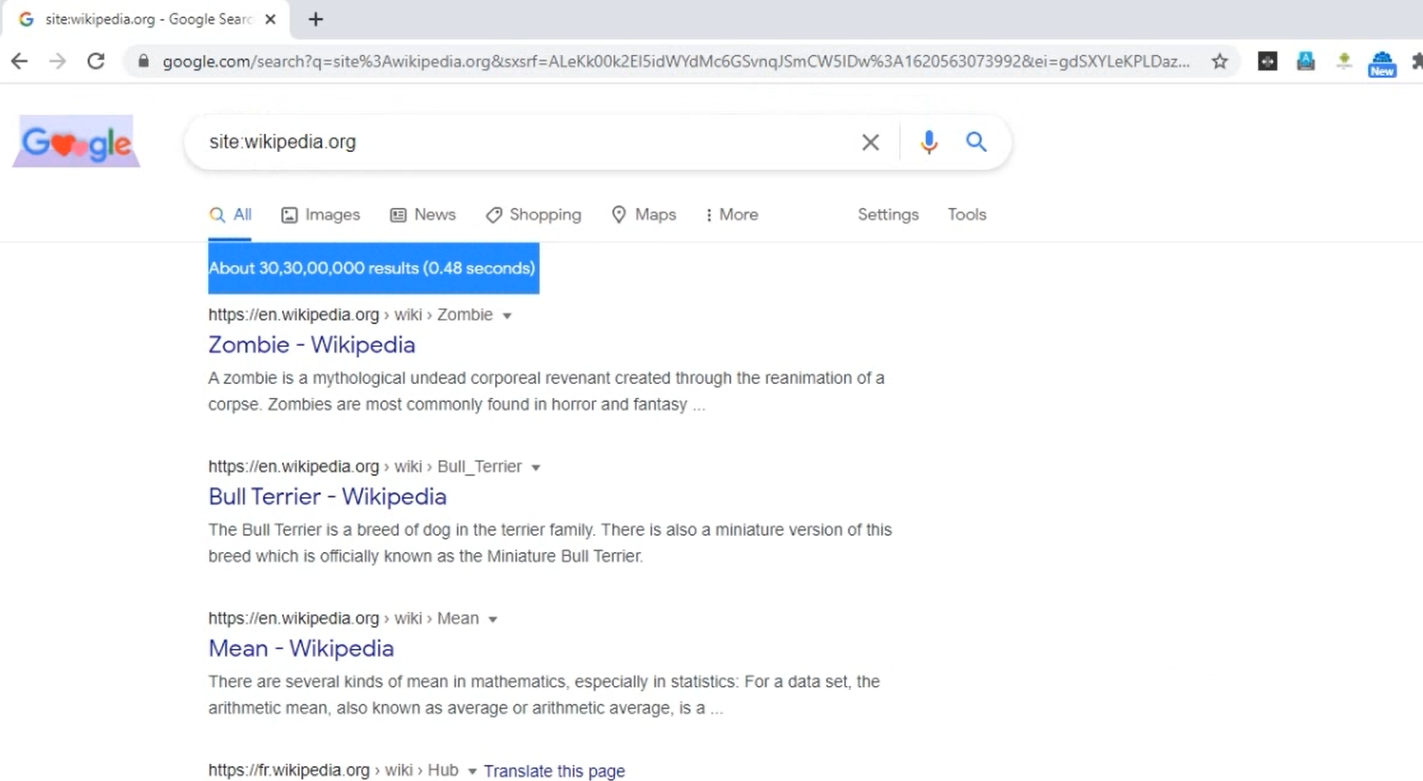 site:wikipedia.org - Google Searc
google.com/search?q=site%3Awikipedia.org&sxsrf=ALeKk00k2EI5idWYdMc6GSvnqJSmCW5IDw%3A1620563073992&ei=gdSXYLeKPLDaz...
New
Google
site:wikipedia.org
All Images News Shopping Maps More Settings Tools
About 30,30,00,000 results (0.48 seconds)
https://en.wikipedia.org › wiki › Zombie
Zombie - Wikipedia
A zombie is a mythological undead corporeal revenant created through the reanimation of a
corpse. Zombies are most commonly found in horror and fantasy ...
https://en.wikipedia.org › wiki › Bull_Terrier
Bull Terrier - Wikipedia
The Bull Terrier is a breed of dog in the terrier family. There is also a miniature version of this
breed which is officially known as the Miniature Bull Terrier.
https://en.wikipedia.org › wiki › Mean
Mean - Wikipedia
There are several kinds of mean in mathematics, especially in statistics: For a data set, the
arithmetic mean, also known as average or arithmetic average, is a ...
https://fr.wikipedia.org › wiki › Hub Translate this page